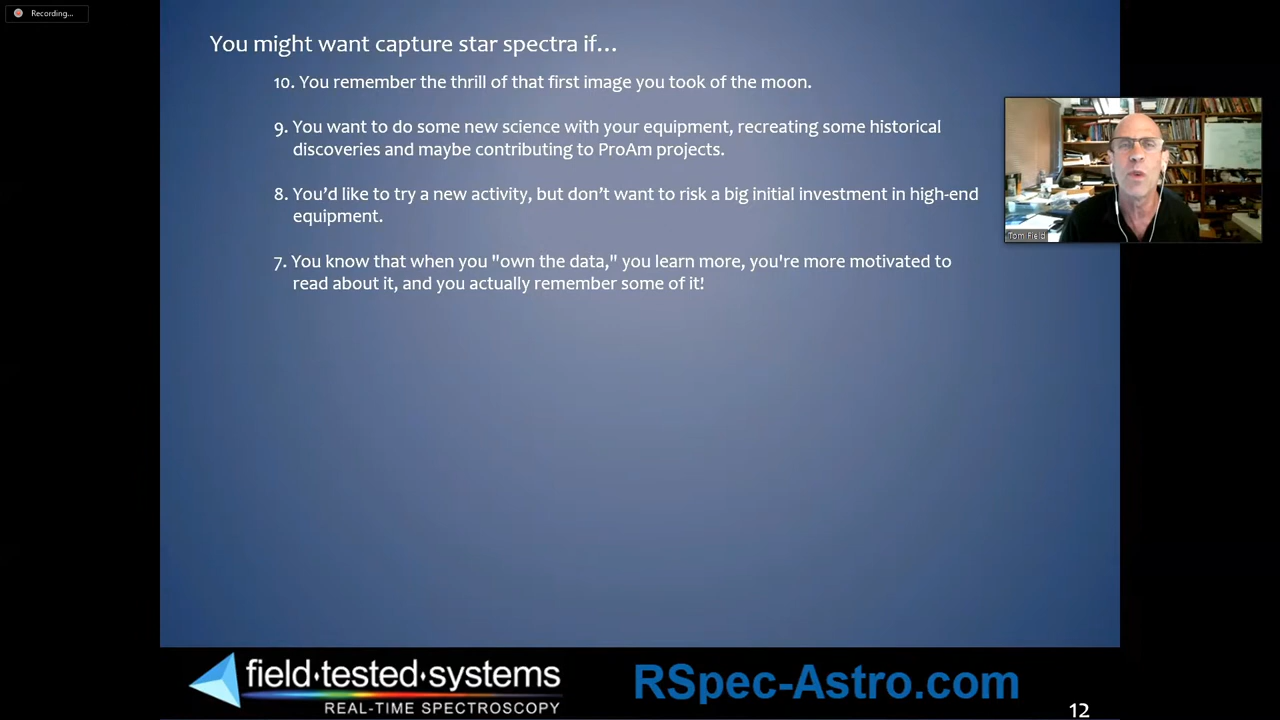 Recording...
You might want capture star spectra if...
10. You remember the thrill of that first image you took of the moon.
9. You want to do some new science with your equipment, recreating some historical
discoveries and maybe contributing to ProAm projects.
8. You’d like to try a new activity, but don’t want to risk a big initial investment in high-end
equipment.
7. You know that when you "own the data," you learn more, you're more motivated to
read about it, and you actually remember some of it!
Tom Field
field•tested•systems
REAL-TIME SPECTROSCOPY
RSpec-Astro.com
12